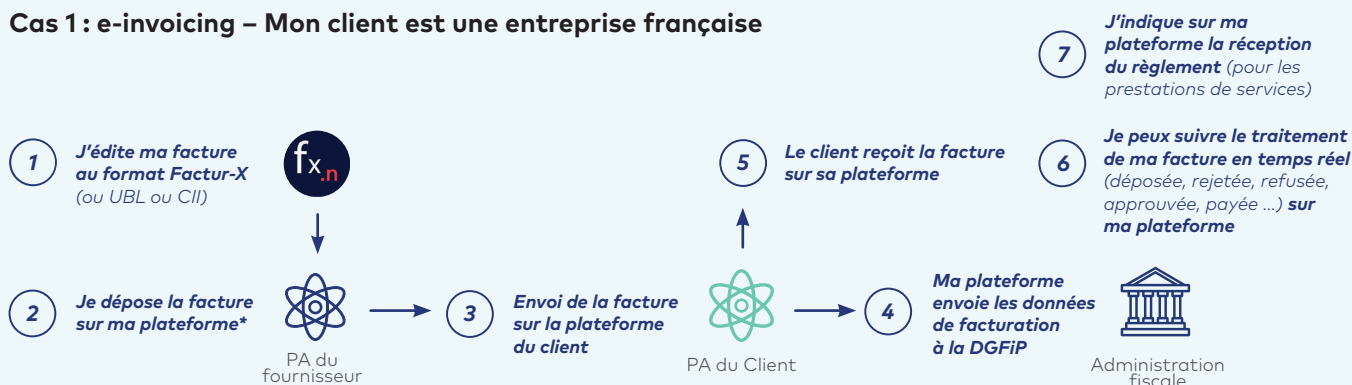 Cas 1 : e-invoicing – Mon client est une entreprise française
1
J'édite ma facture
au format Factur-X
(ou UBL ou CII)
fx.n
2
Je dépose la facture
sur ma plateforme*
PA du
fournisseur
3
Envoi de la facture
sur la plateforme
du client
PA du Client
4
Ma plateforme
envoie les données
de facturation
à la DGFiP
Administration
fiscale
5
Le client reçoit la facture
sur sa plateforme
6
Je peux suivre le traitement
de ma facture en temps réel
(déposée, rejetée, refusée,
approuvée, payée ...) sur
ma plateforme
7
J'indique sur ma
plateforme la réception
du règlement (pour les
prestations de services)